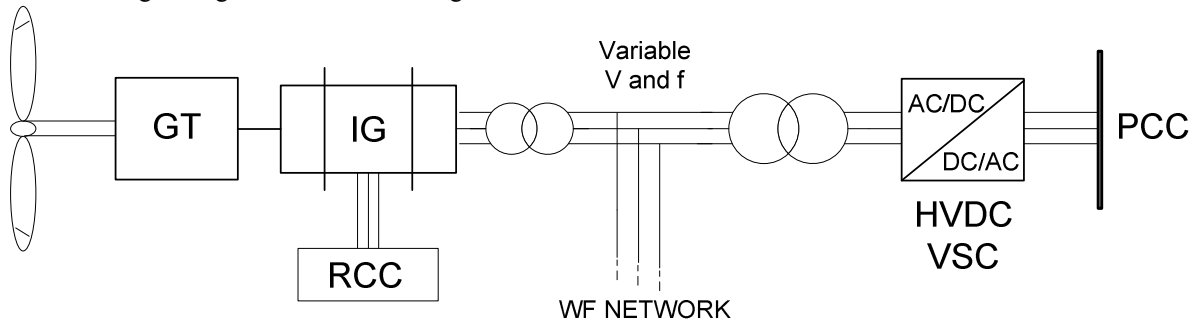 Variable
V and f
GT
IG
AC/DC
DC/AC
PCC
HVDC
VSC
RCC
WF NETWORK